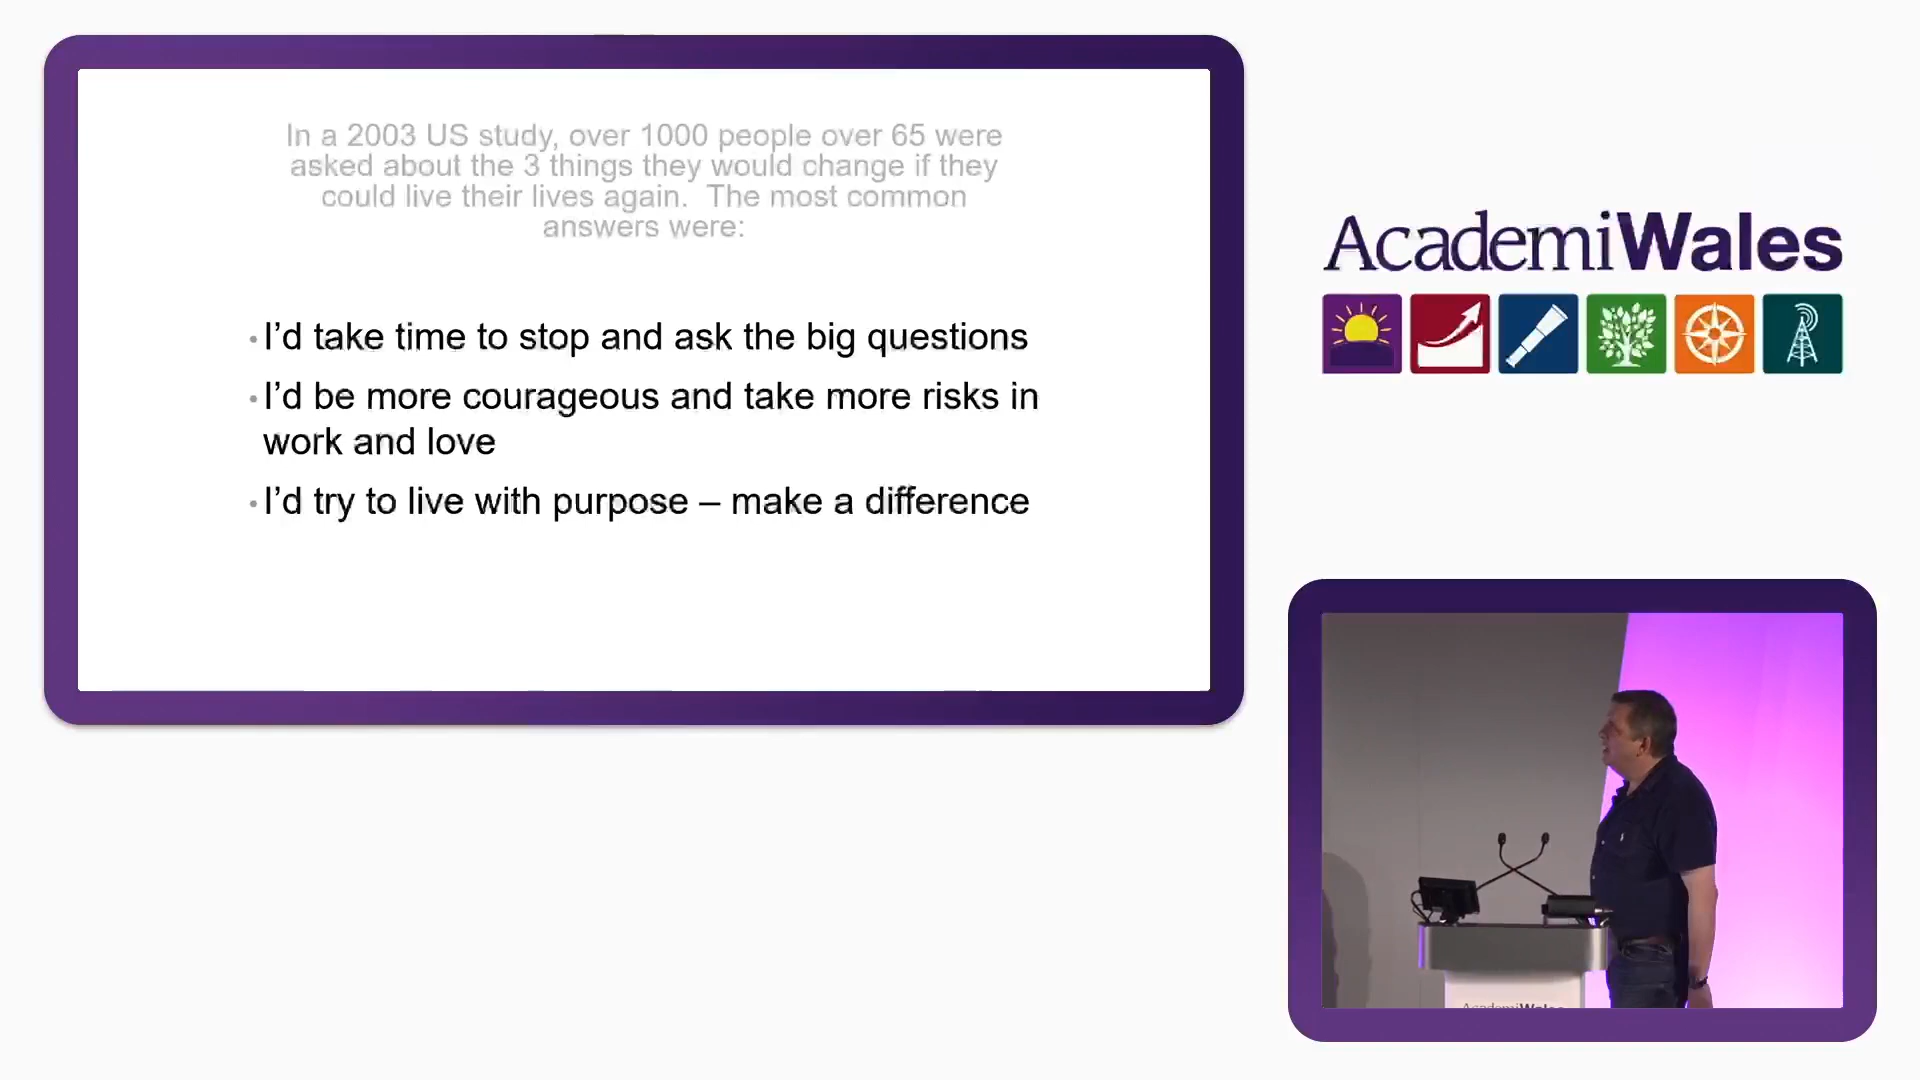 In a 2003 US study, over 1000 people over 65 were
asked about the 3 things they would change if they
could live their lives again.  The most common
answers were:
• I’d take time to stop and ask the big questions
• I’d be more courageous and take more risks in
work and love
• I’d try to live with purpose – make a difference
AcademiWales
AcademiWales